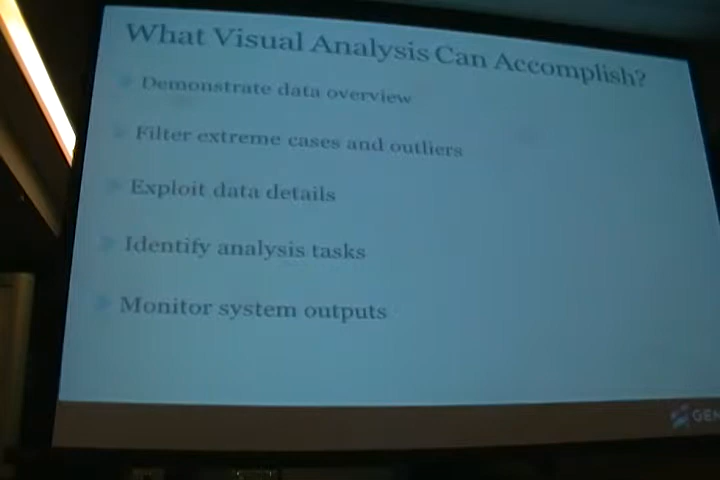 What Visual Analysis Can Accomplish?
Demonstrate data overview
Filter extreme cases and outliers
Exploit data details
Identify analysis tasks
Monitor system outputs